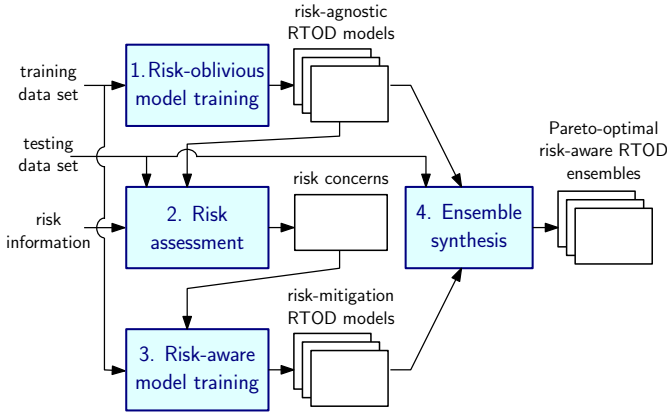 risk-agnostic
RTOD models
training
data set
1.Risk-oblivious
model training
testing
data set
Pareto-optimal
risk-aware RTOD
ensembles
risk
information
2. Risk
assessment
risk concerns
4. Ensemble
synthesis
risk-mitigation
RTOD models
3. Risk-aware
model training